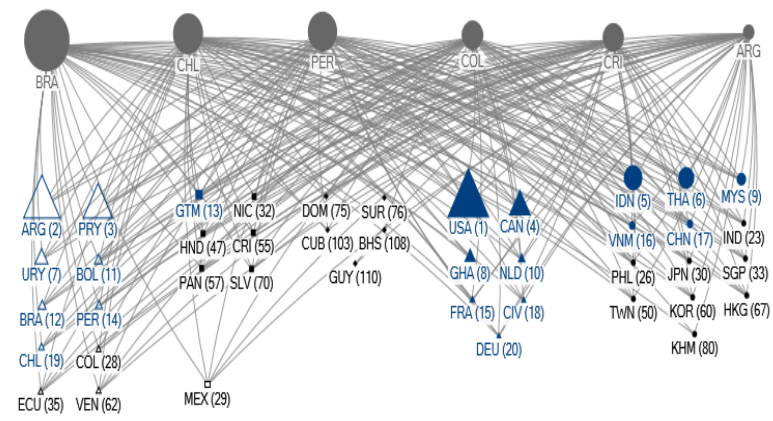 BRA CHL PER COL CRI ARG
ARG (2) PRY (3) GTM (13) NIC (32) DOM (75) SUR (76) USA (1) CAN (4) IDN (5) THA (6) MYS (9)
URY (7) BOL (11) HND (47) CRI (55) CUB (103) BHS (108) GHA (8) NLD (10) VNM (16) CHN (17) IND (23)
PAN (57) SLV (70) GUY (110) PHL (26) JPN (30) SGP (33)
BRA (12) PER (14) FRA (15) CIV (18) TWN (50) KOR (60) HKG (67)
CHL (19) COL (28) DEU (20) KHM (80)
ECU (35) VEN (62) MEX (29)